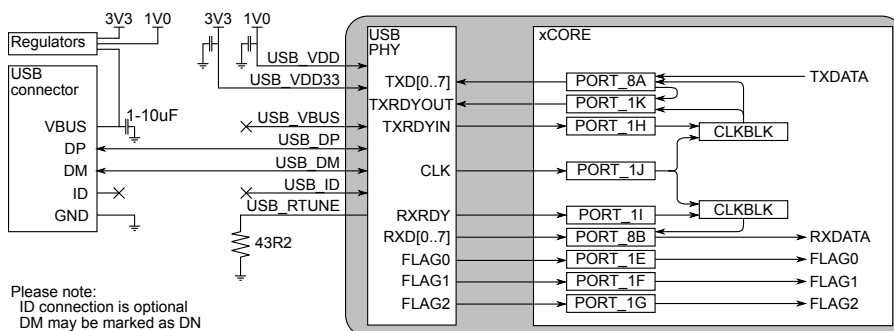 3V3 1V0
Regulators
USB
connector
1-10uF
VBUS
DP
DM
ID
GND
Please note:
ID connection is optional
DM may be marked as DN
3V3 1V0
USB_VDD
USB_VDD33
USB_VBUS
USB_DP
USB_DM
USB_ID
USB_RTUNE
43R2
USB
PHY
TXD[0..7]
TXRDYOUT
TXRDYIN
CLK
RXRDY
RXD[0..7]
FLAG0
FLAG1
FLAG2
xCORE
PORT_8A
PORT_1K
PORT_1H
PORT_1J
PORT_1I
PORT_8B
PORT_1E
PORT_1F
PORT_1G
CLKBLK
CLKBLK
TXDATA
RXDATA
FLAG0
FLAG1
FLAG2